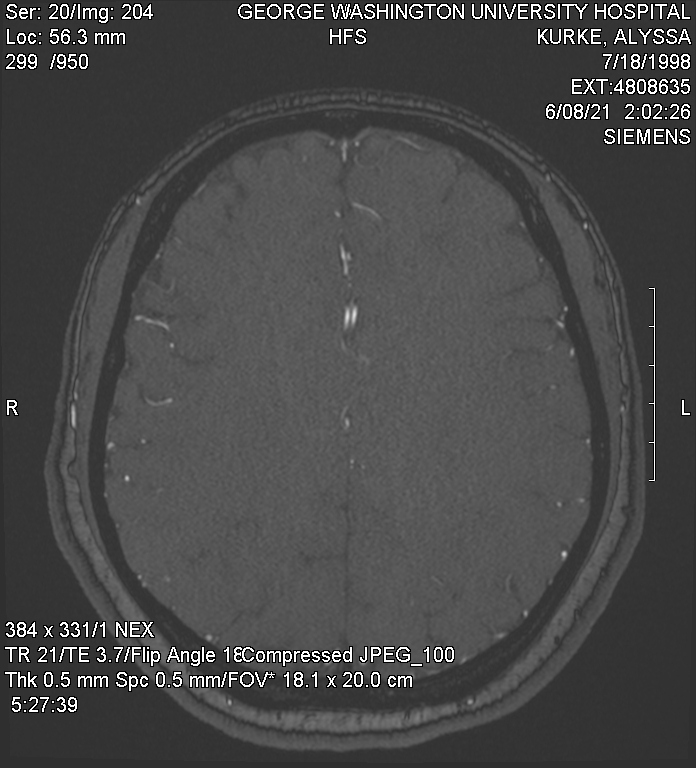 Ser: 20/Img: 204
Loc: 56.3 mm
299 /950
HFS
GEORGE WASHINGTON UNIVERSITY HOSPITAL
KURKE, ALYSSA
7/18/1998
EXT:4808635
6/08/21 2:02:26
SIEMENS
R
L
384 x 331/1 NEX
TR 21/TE 3.7/Flip Angle 18Compressed JPEG_100
Thk 0.5 mm Spc 0.5 mm/FOV* 18.1 x 20.0 cm
5:27:39